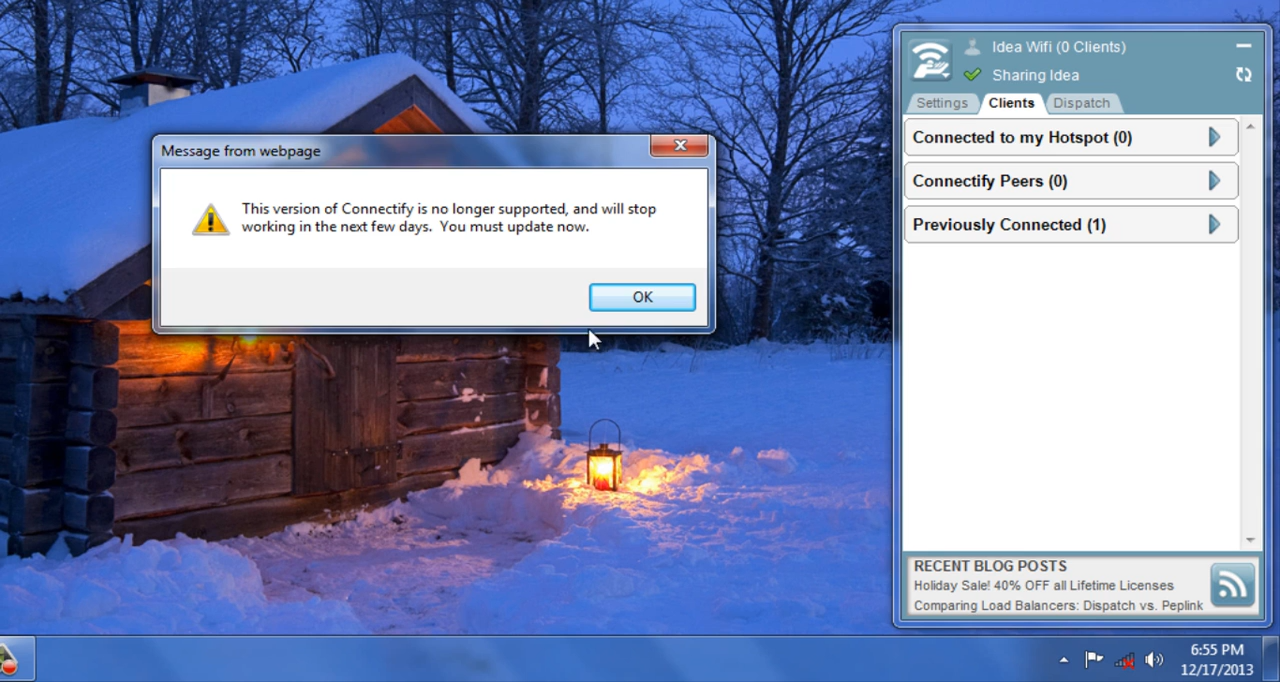 Message from webpage
This version of Connectify is no longer supported, and will stop
working in the next few days.  You must update now.
OK
Idea Wifi (0 Clients)
Sharing Idea
Settings
Clients
Dispatch
Connected to my Hotspot (0)
Connectify Peers (0)
Previously Connected (1)
RECENT BLOG POSTS
Holiday Sale! 40% OFF all Lifetime Licenses
Comparing Load Balancers: Dispatch vs. Peplink
6:55 PM
12/17/2013